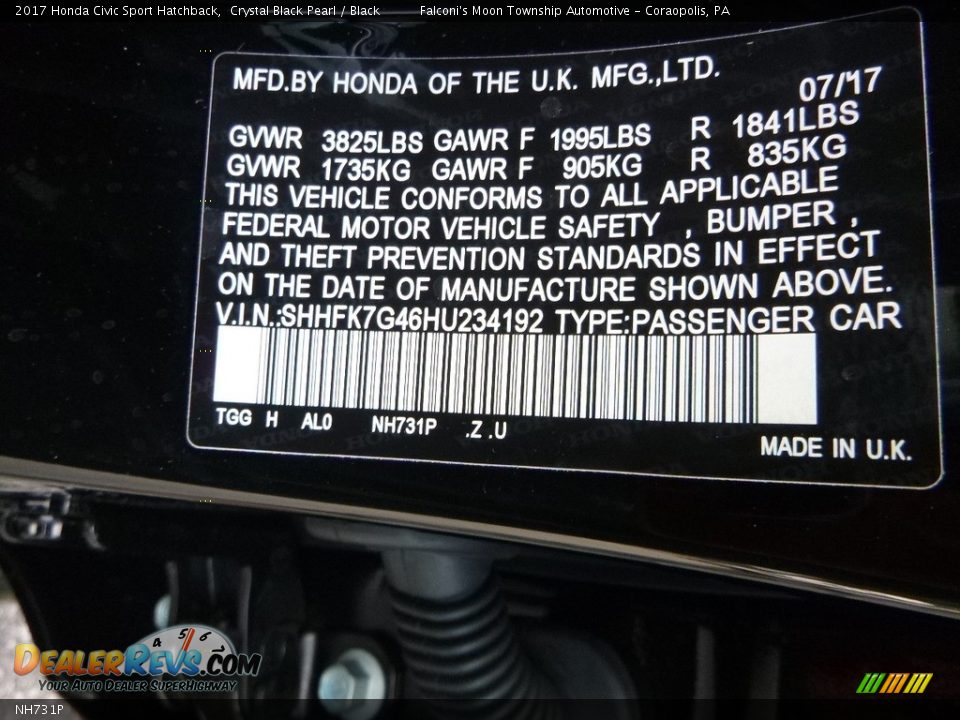 2017 Honda Civic Sport Hatchback, Crystal Black Pearl / Black Falconi's Moon Township Automotive - Coraopolis, PA
MFD.BY HONDA OF THE U.K. MFG.,LTD.
07/17
GVWR 3825LBS GAWR F 1995LBS R 1841LBS
GVWR 1735KG GAWR F 905KG R 835KG
THIS VEHICLE CONFORMS TO ALL APPLICABLE
FEDERAL MOTOR VEHICLE SAFETY , BUMPER ,
AND THEFT PREVENTION STANDARDS IN EFFECT
ON THE DATE OF MANUFACTURE SHOWN ABOVE.
V.I.N.:SHHFK7G46HU234192 TYPE:PASSENGER CAR
TGG H AL0 NH731P .Z .U
MADE IN U.K.
4 5 6
DEALERREVS.COM
YOUR AUTO DEALER SUPERHIGHWAY
NH731P